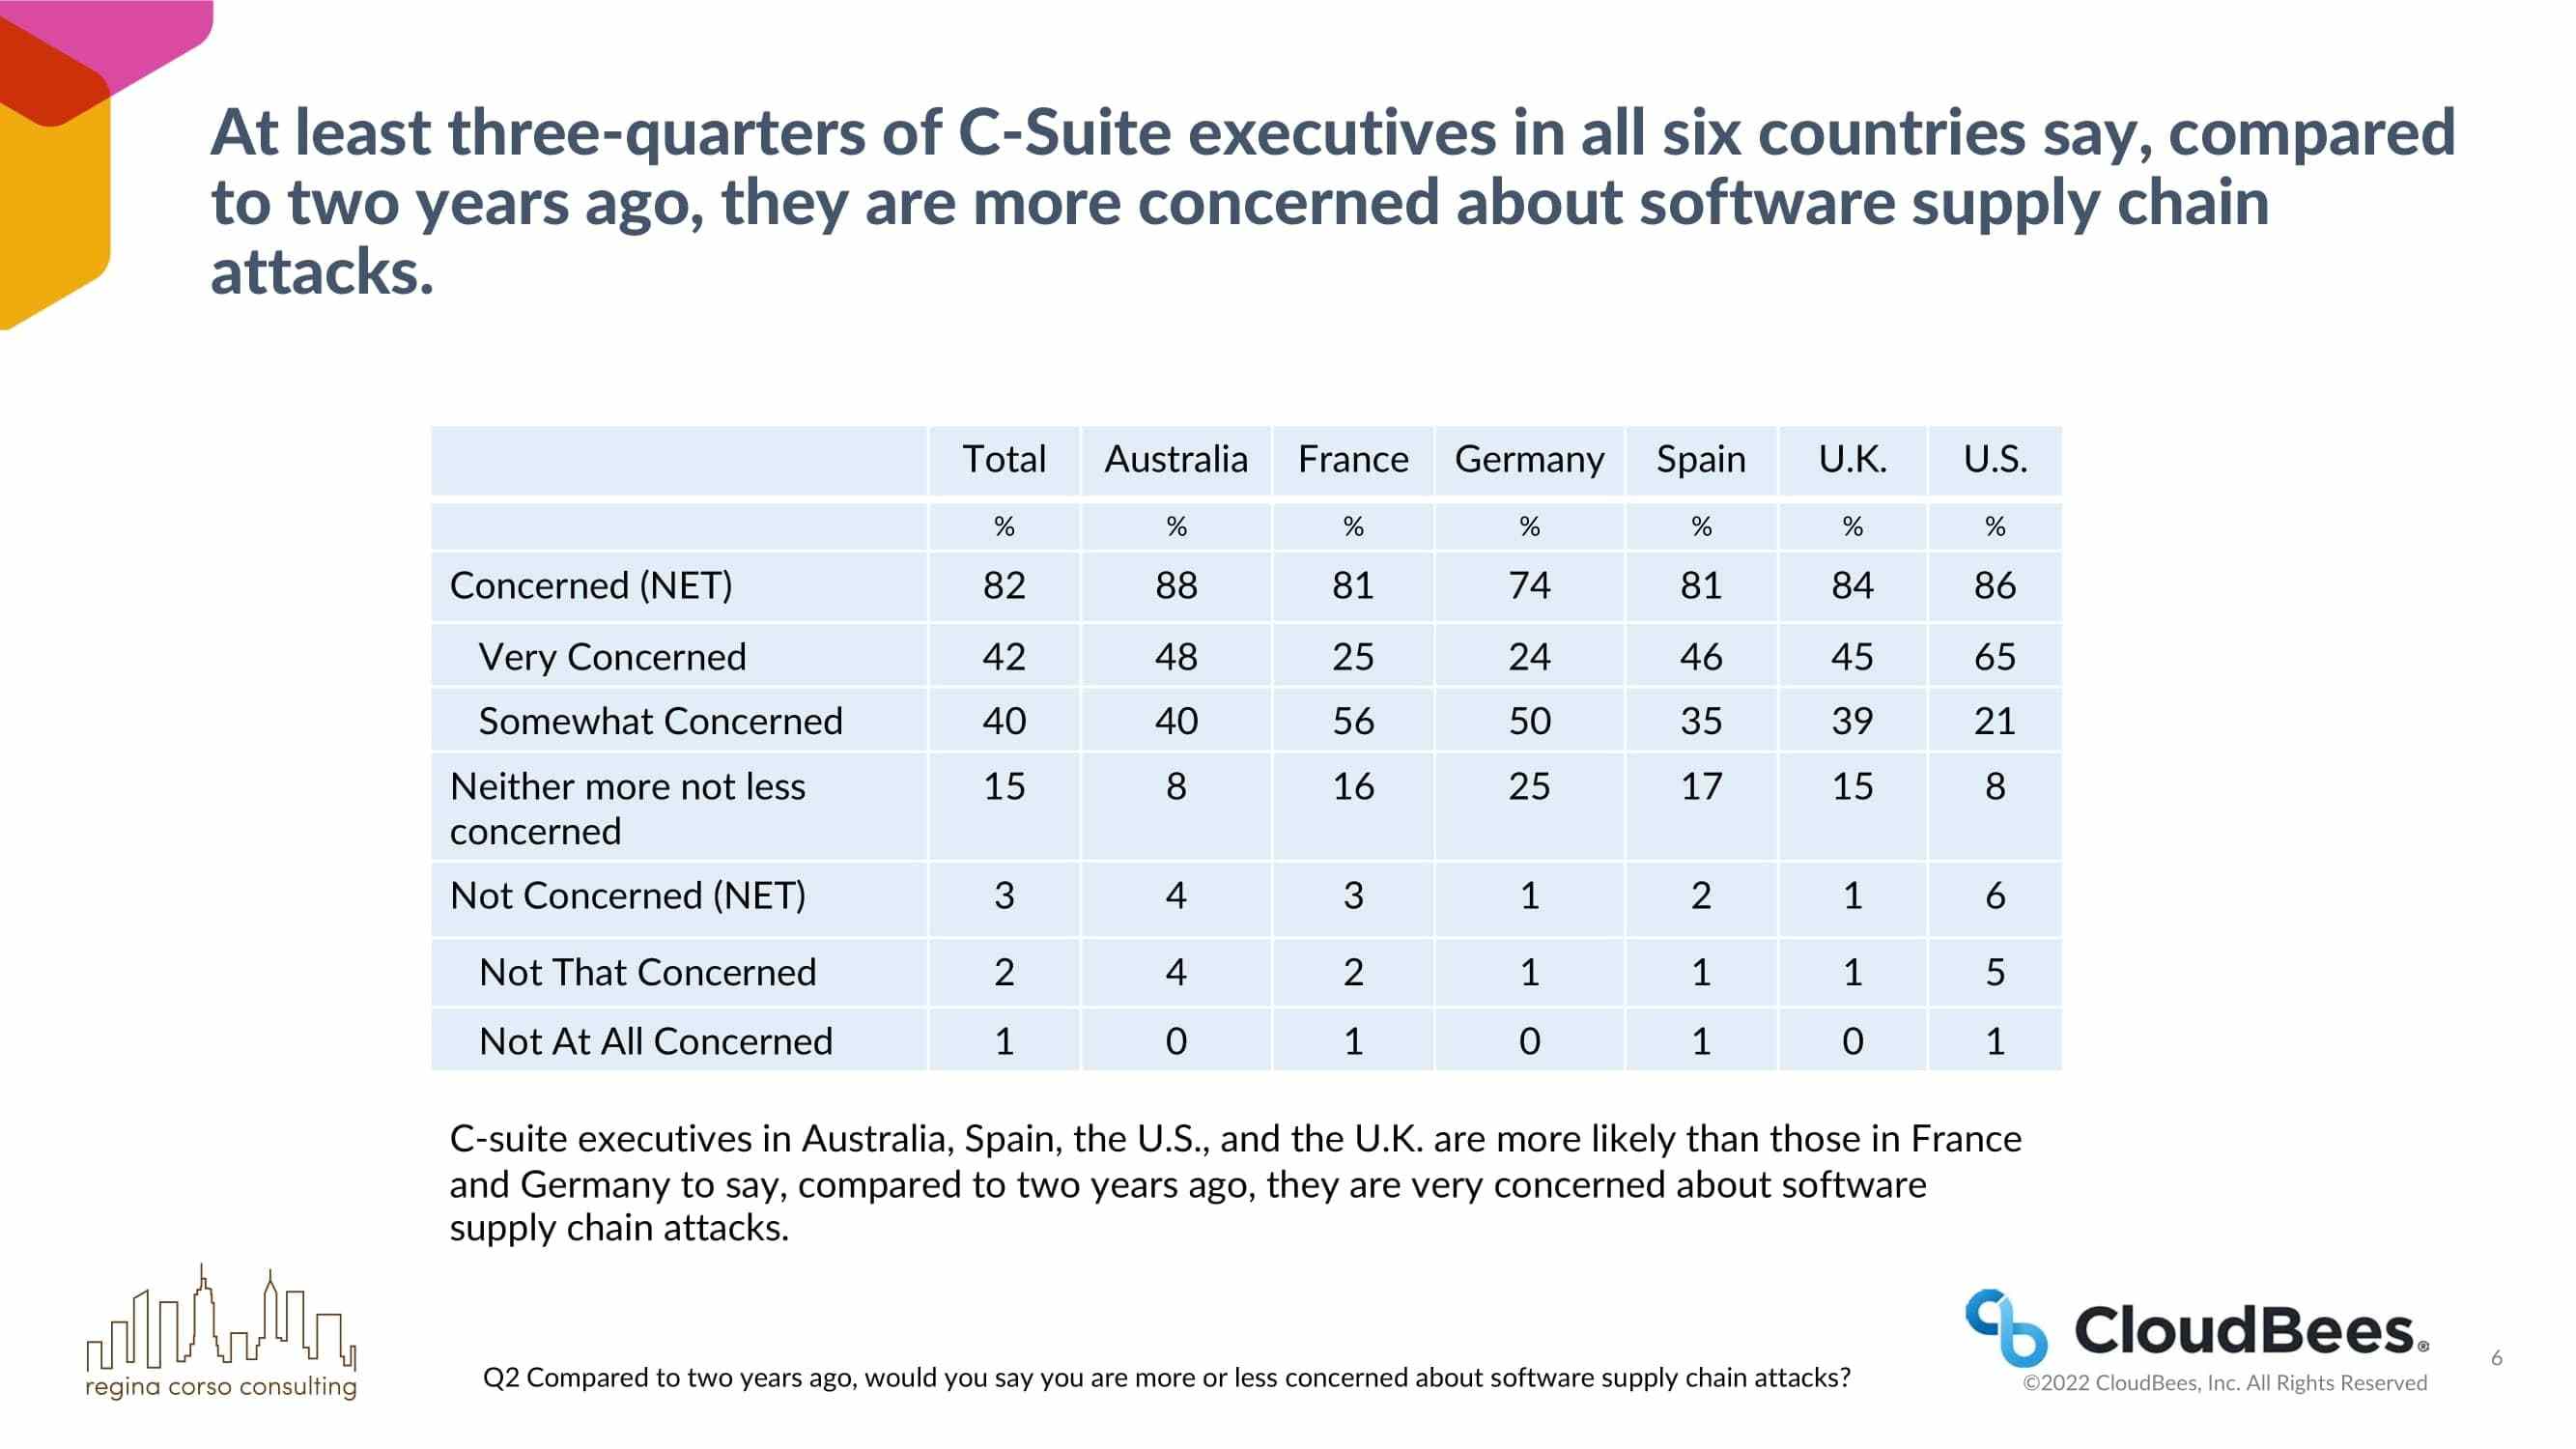 At least three-quarters of C-Suite executives in all six countries say, compared
to two years ago, they are more concerned about software supply chain
attacks.
Total Australia France Germany Spain U.K. U.S.
% % % % % % %
Concerned (NET) 82 88 81 74 81 84 86
Very Concerned 42 48 25 24 46 45 65
Somewhat Concerned 40 40 56 50 35 39 21
Neither more not less 15 8 16 25 17 15 8
concerned
Not Concerned (NET) 3 4 3 1 2 1 6
Not That Concerned 2 4 2 1 1 1 5
Not At All Concerned 1 0 1 0 1 0 1
C-suite executives in Australia, Spain, the U.S., and the U.K. are more likely than those in France
and Germany to say, compared to two years ago, they are very concerned about software
supply chain attacks.
regina corso consulting
Q2 Compared to two years ago, would you say you are more or less concerned about software supply chain attacks?
CloudBees®
©2022 CloudBees, Inc. All Rights Reserved
6